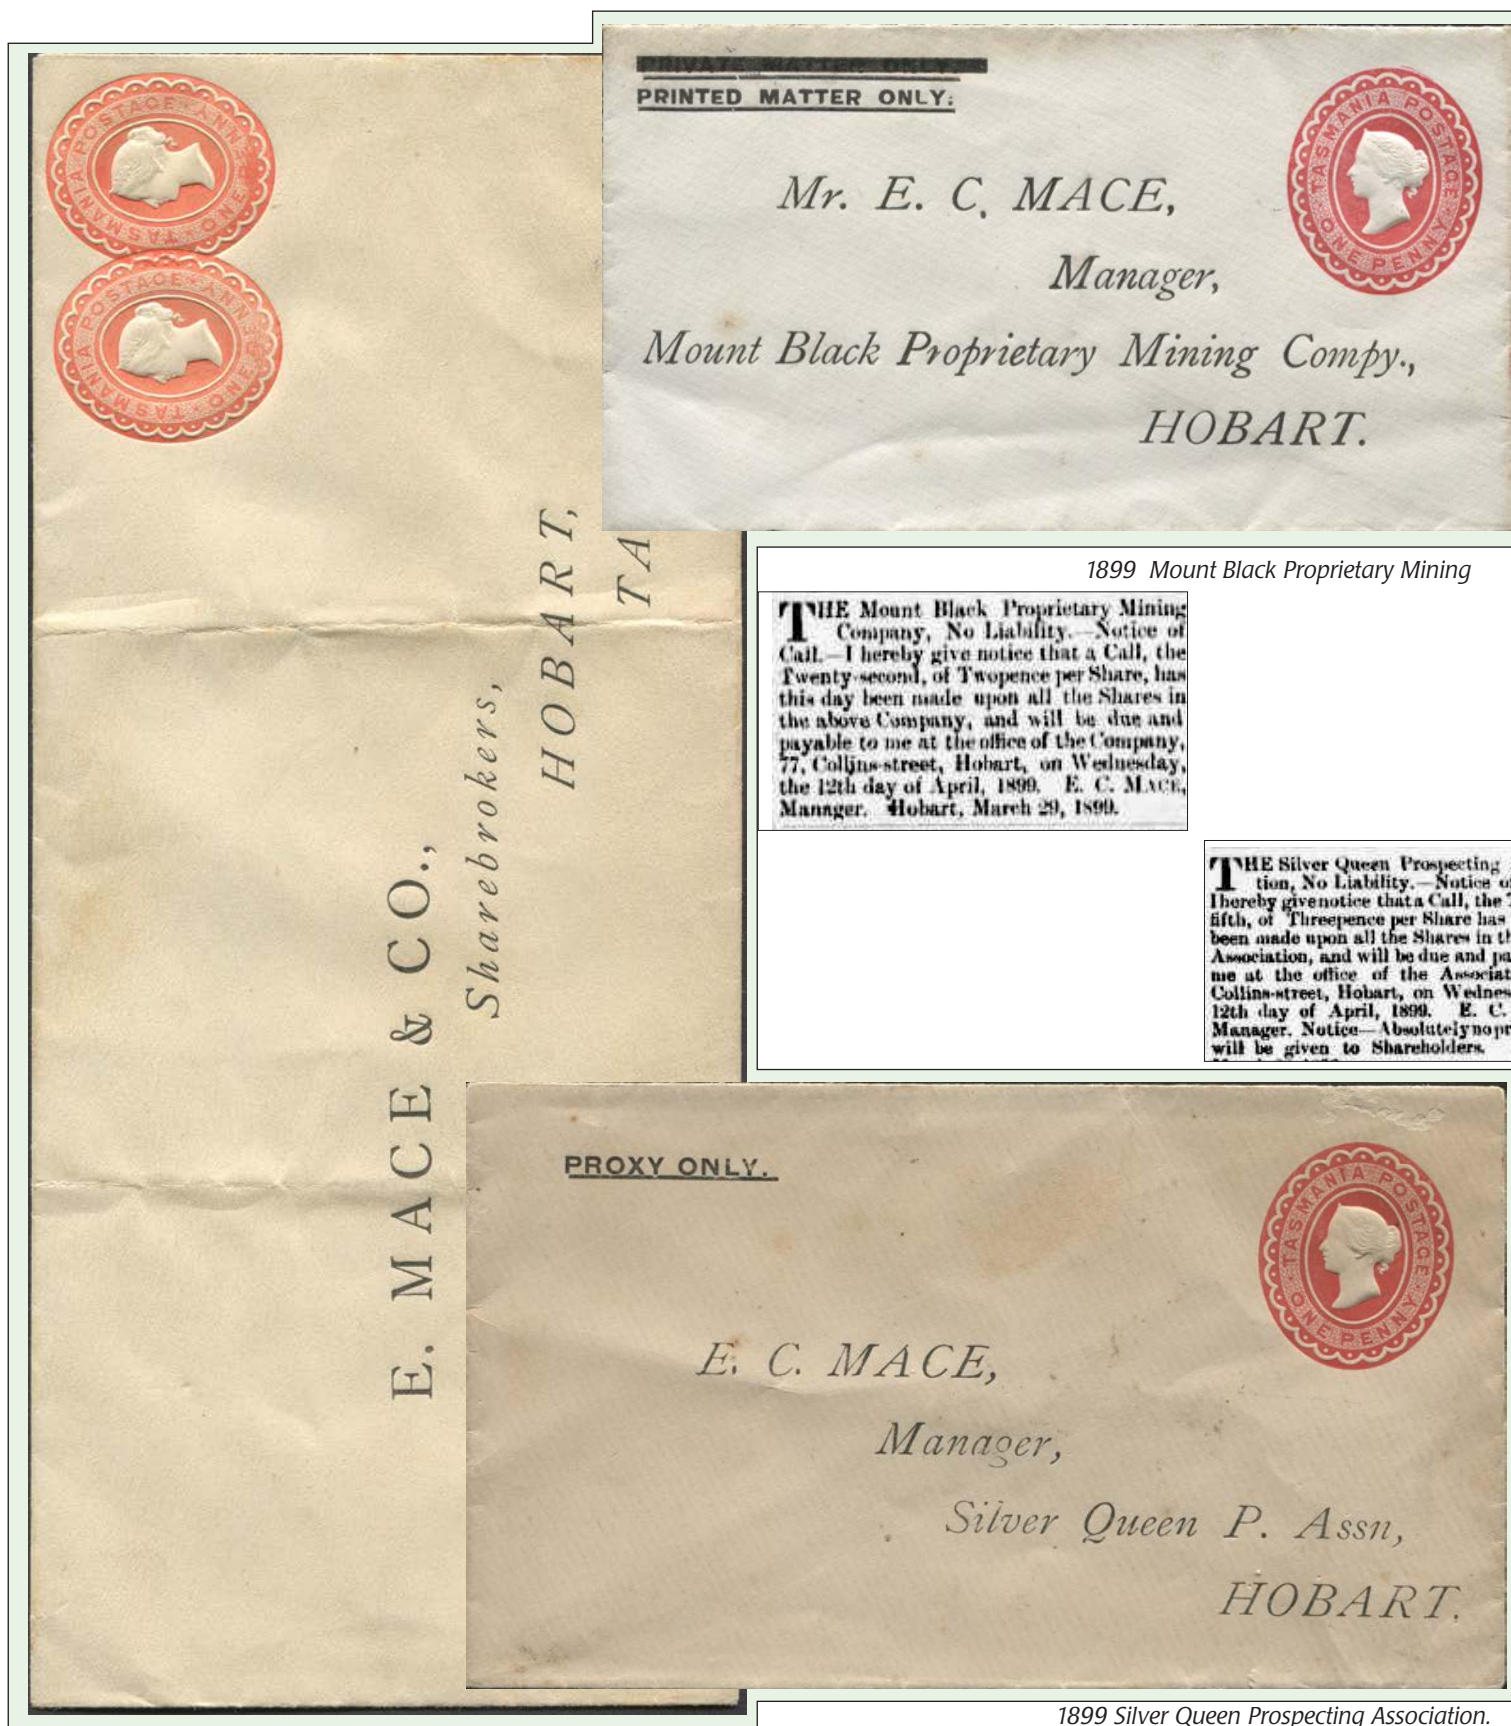 TASMANIA POSTAGE
ONE PENNY
TASMANIA POSTAGE
ONE PENNY
E. MACE & CO.,
Sharebrokers,
HOBART,
TA
PRIVATE MATTER ONLY.
PRINTED MATTER ONLY.
TASMANIA POSTAGE
ONE PENNY
Mr. E. C. MACE,
Manager,
Mount Black Proprietary Mining Compy.,
HOBART.
1899 Mount Black Proprietary Mining
THE Mount Black Proprietary Mining
Company, No Liability.—Notice of
Call.—I hereby give notice that a Call, the
Twenty-second, of Twopence per Share, has
this day been made upon all the Shares in
the above Company, and will be due and
payable to me at the office of the Company,
77, Collins-street, Hobart, on Wednesday,
the 12th day of April, 1899. E. C. MACE,
Manager. Hobart, March 29, 1899.
THE Silver Queen Prospecting
tion, No Liability.—Notice of
I hereby give notice that a Call, the
fifth, of Threepence per Share has
been made upon all the Shares in th
Association, and will be due and pa
me at the office of the Associat
Collins-street, Hobart, on Wednes
12th day of April, 1899. E. C.
Manager. Notice—Absolutely no pr
will be given to Shareholders.
PROXY ONLY.
TASMANIA POSTAGE
ONE PENNY
E. C. MACE,
Manager,
Silver Queen P. Assn,
HOBART.
1899 Silver Queen Prospecting Association.